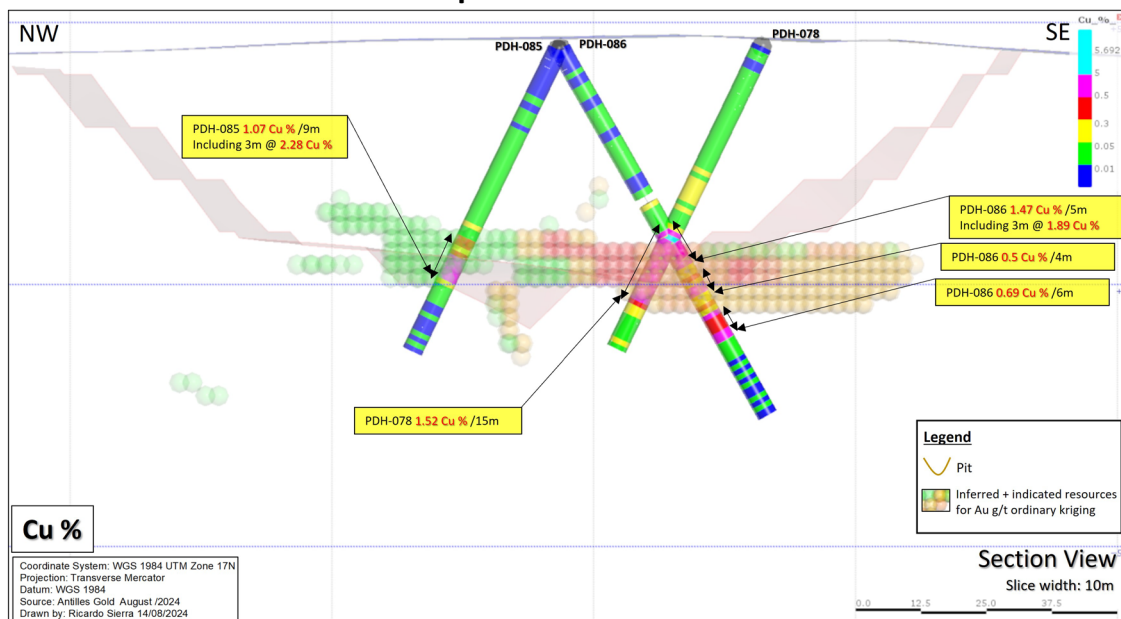 NW
SE
PDH-085
PDH-086
PDH-078
Cu_%_
5.692
5
0.5
0.3
0.05
0.01
PDH-085 1.07 Cu % /9m
Including 3m @ 2.28 Cu %
PDH-086 1.47 Cu % /5m
Including 3m @ 1.89 Cu %
PDH-086 0.5 Cu % /4m
PDH-086 0.69 Cu % /6m
PDH-078 1.52 Cu % /15m
Legend
Pit
Inferred + indicated resources
for Au g/t ordinary kriging
Cu %
Coordinate System: WGS 1984 UTM Zone 17N
Projection: Transverse Mercator
Datum: WGS 1984
Source: Antilles Gold August /2024
Drawn by: Ricardo Sierra 14/08/2024
Section View
Slice width: 10m
0.0 12.5 25.0 37.5